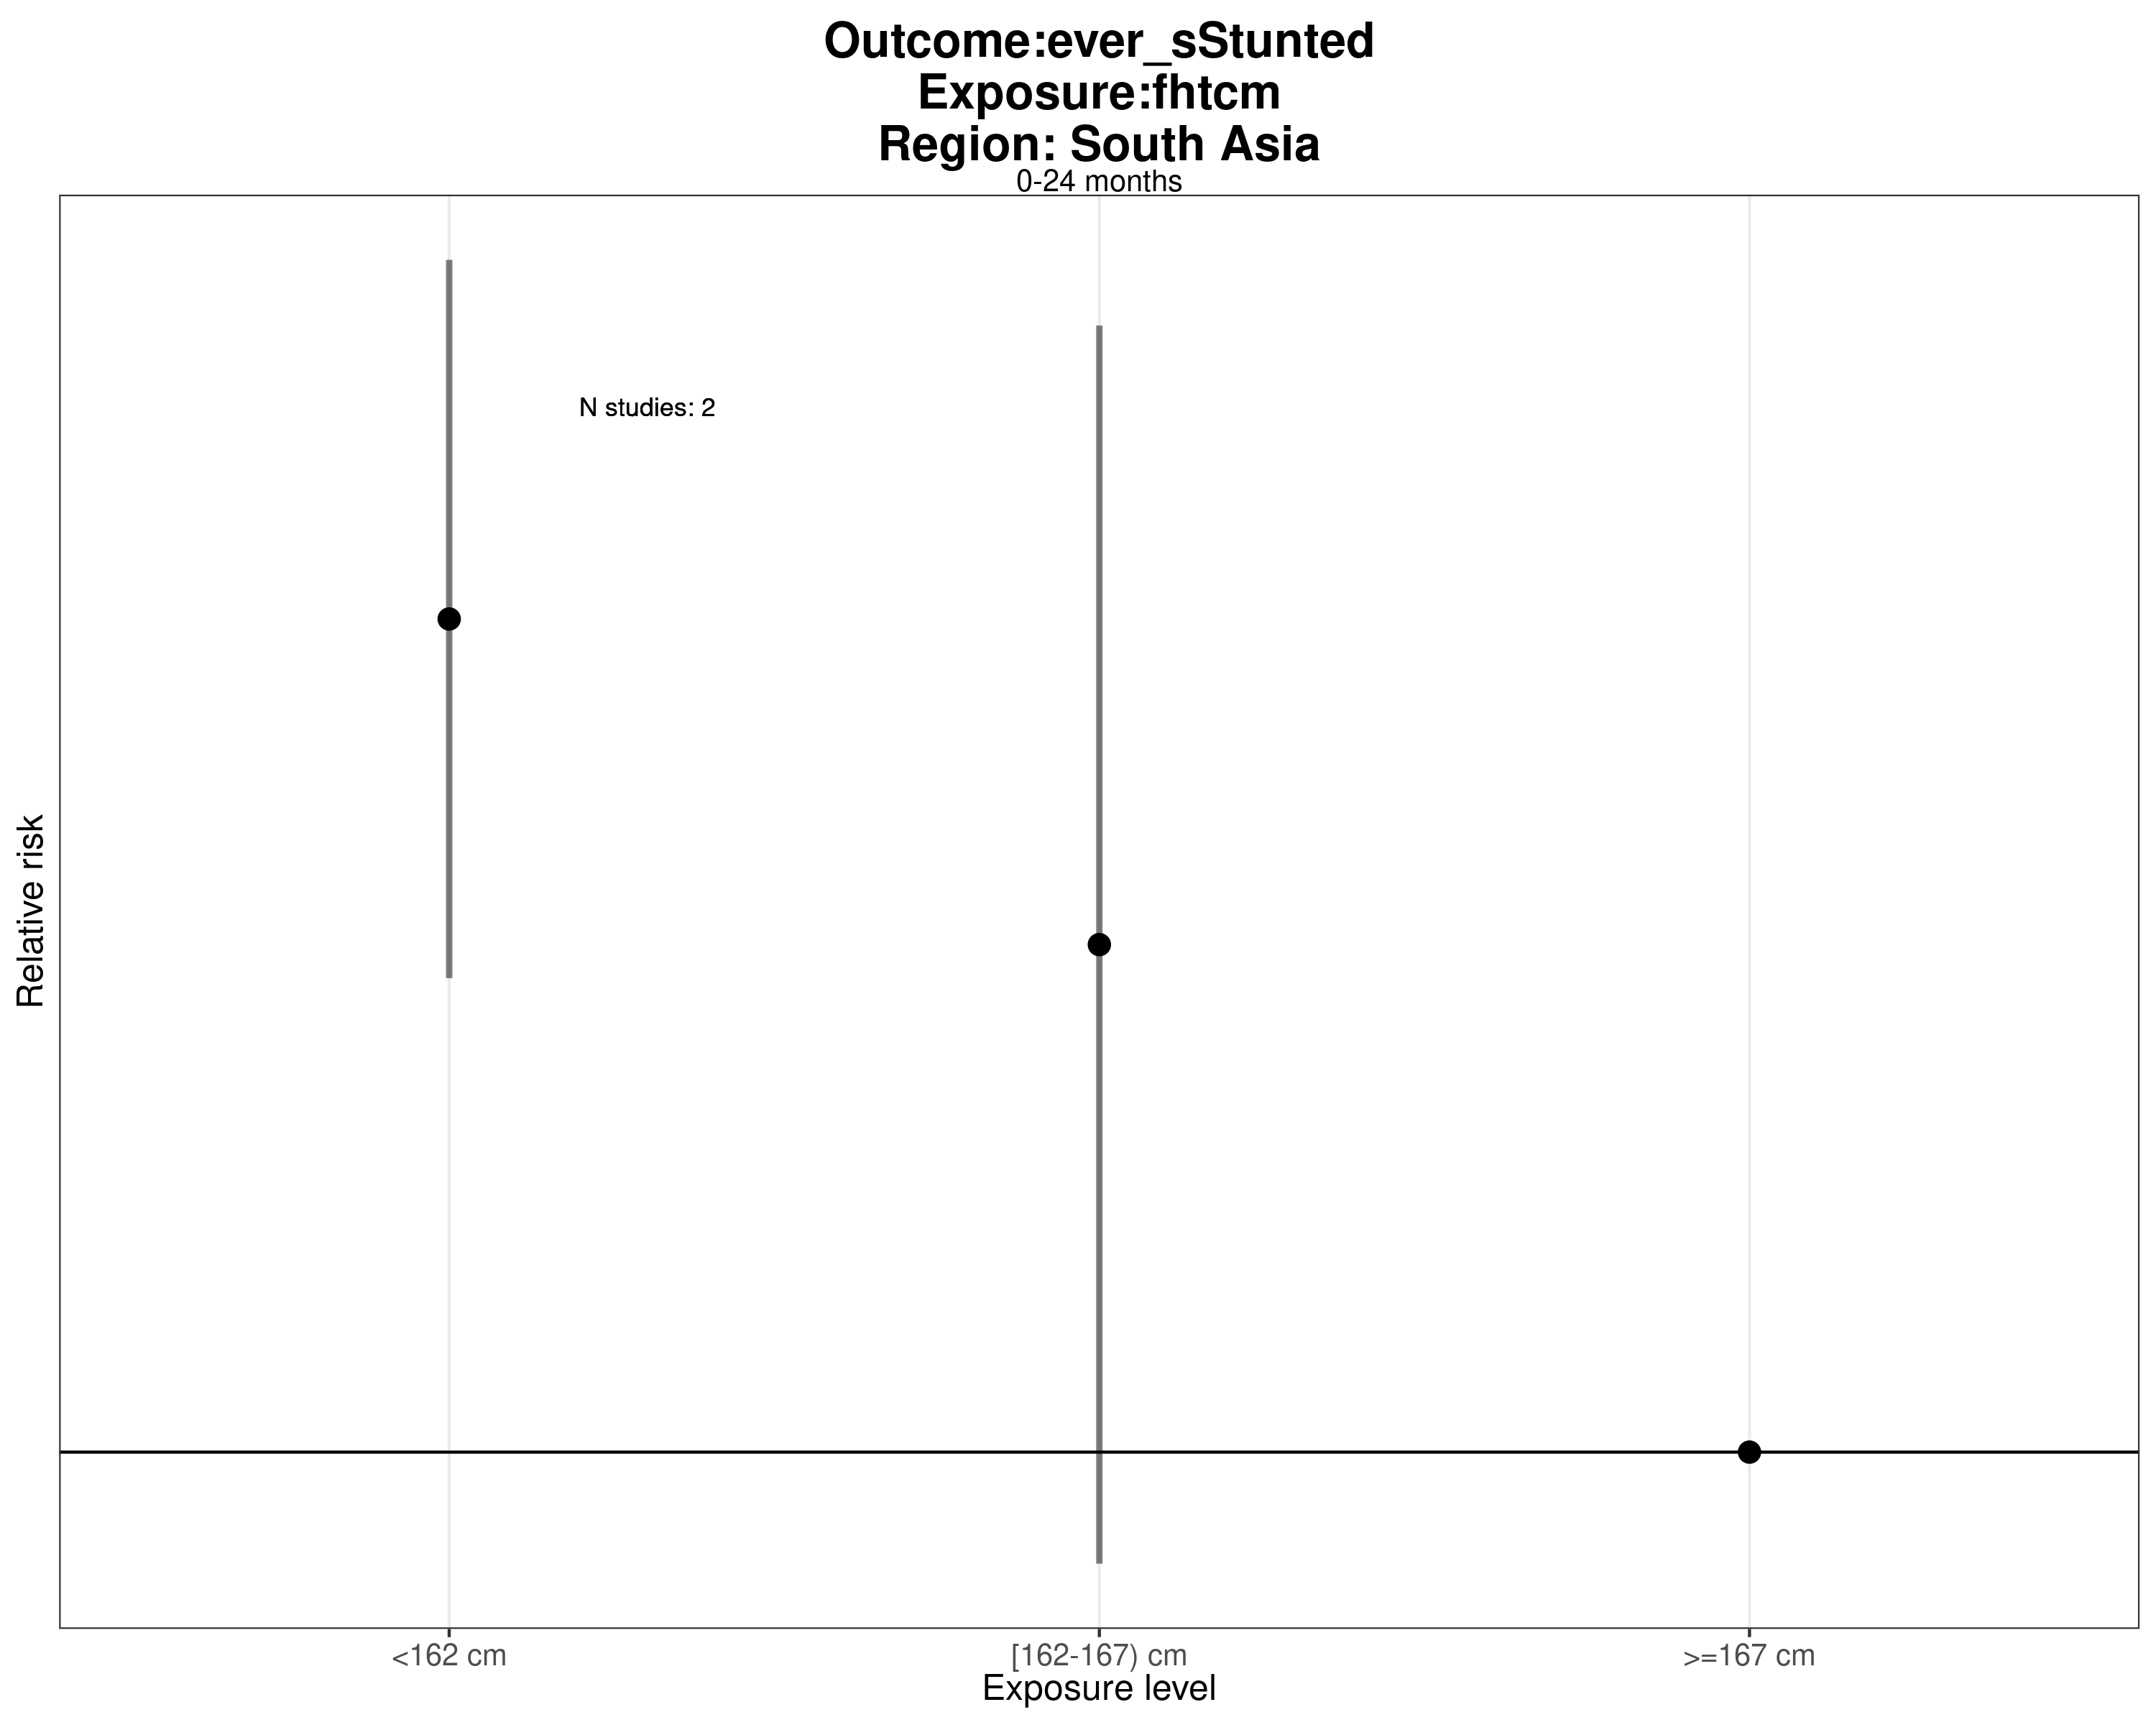 Outcome:ever_sStunted
Exposure:fhtcm
Region: South Asia
0-24 months
N studies: 2
Relative risk
<162 cm
[162-167) cm
>=167 cm
Exposure level